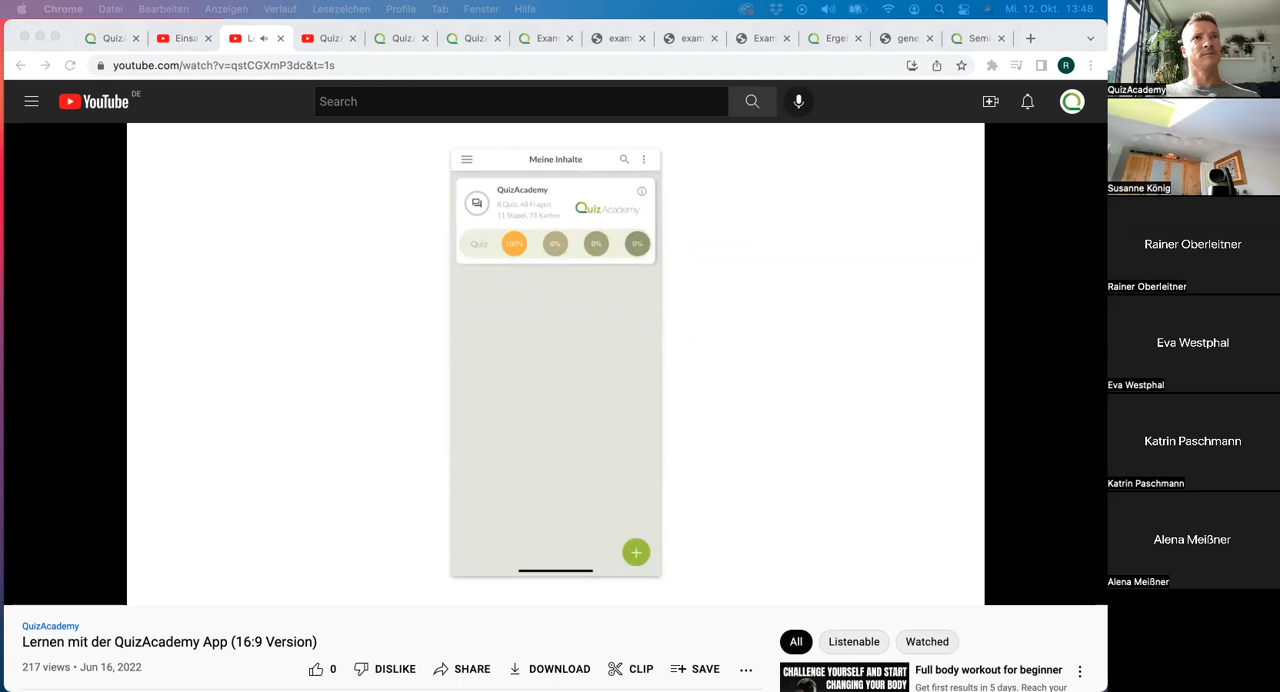 Chrome Datei Bearbeiten Anzeigen Verlauf Lesezeichen Profile Tab Fenster Hilfe Mi. 12. Okt. 13:48
Quiz Einsa L Quiz Quiz Quiz Exam exam exam Exam Ergel gene Semi
youtube.com/watch?v=qstCGXmP3dc&t=1s R
YouTube DE Search
QuizAcademy
Meine Inhalte
QuizAcademy
8 Quiz, 48 Fragen
11 Stapel, 73 Karten
QuizAcademy
Quiz 100% 0% 0% 0%
Susanne König
Rainer Oberleitner
Rainer Oberleitner
Eva Westphal
Eva Westphal
Katrin Paschmann
Katrin Paschmann
Alena Meißner
Alena Meißner
QuizAcademy
Lernen mit der QuizAcademy App (16:9 Version)
217 views • Jun 16, 2022
0 DISLIKE SHARE DOWNLOAD CLIP SAVE
All Listenable Watched
CHALLENGE YOURSELF AND START
CHANGING YOUR BODY
Full body workout for beginner
Get first results in 5 days. Reach your